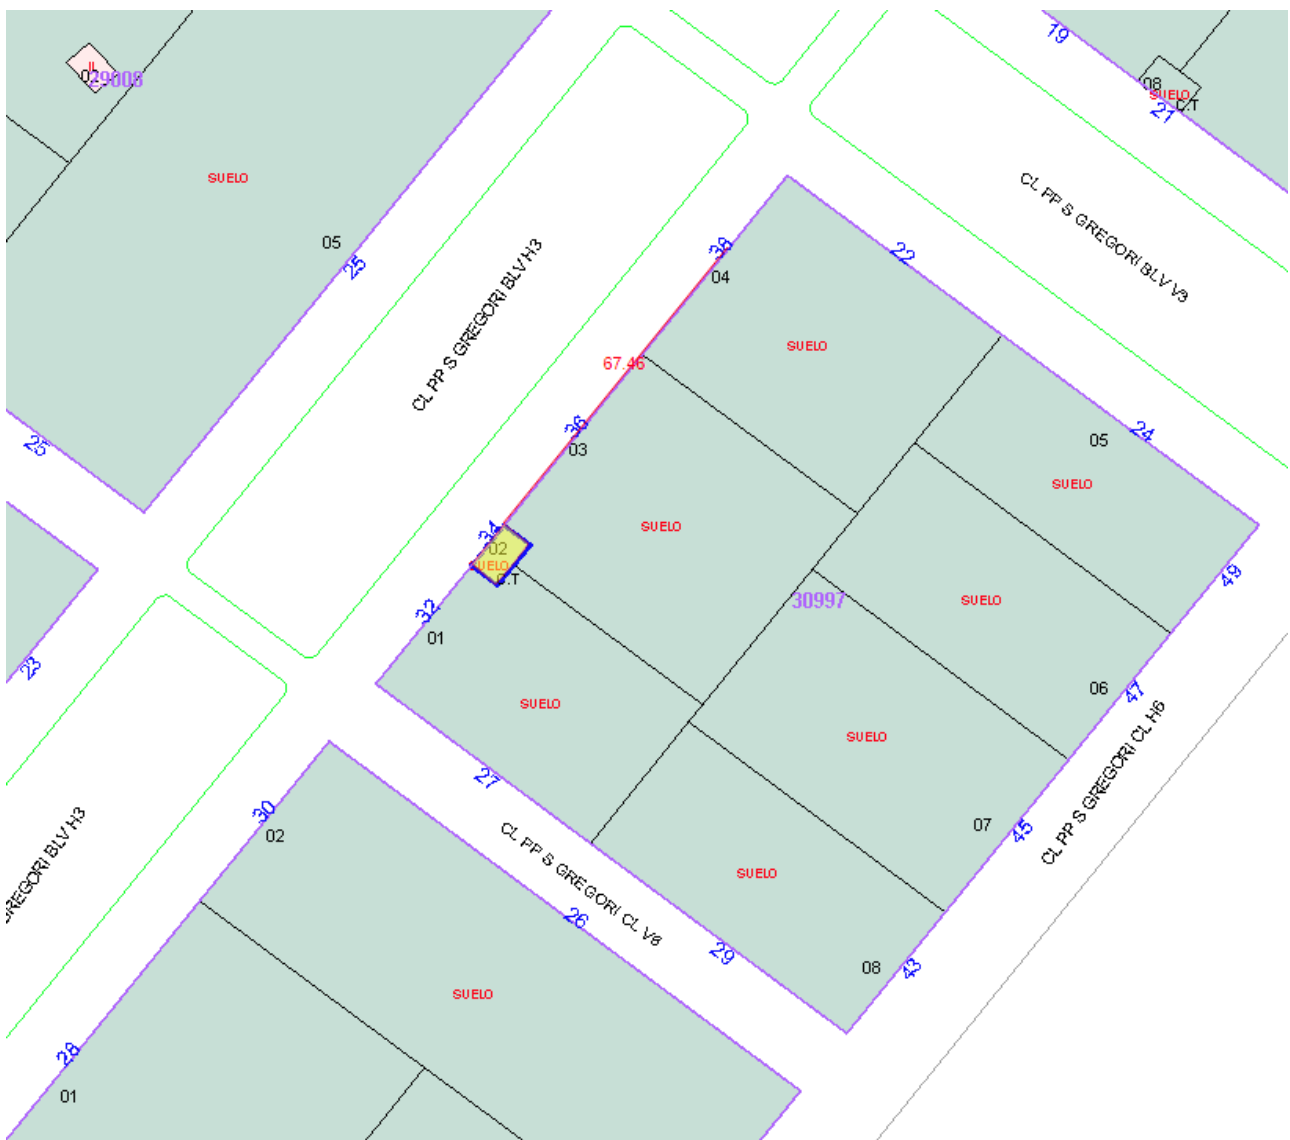 19
II
02
29008
08
SUELO
C.T
21
SUELO
05
25
CL PP S GREGORI BLV H3
38
04
22
CL PP S GREGORI BLV V3
SUELO
67.46
36
03
25
24
05
SUELO
SUELO
34
02
SUELO
C.T
49
30997
SUELO
32
01
23
06
47
SUELO
SUELO
27
CL PP S GREGORI CL H6
30
02
07
45
CL PP S GREGORI CL V8
SUELO
GREGORI BLV H3
26
29
08
43
SUELO
28
01